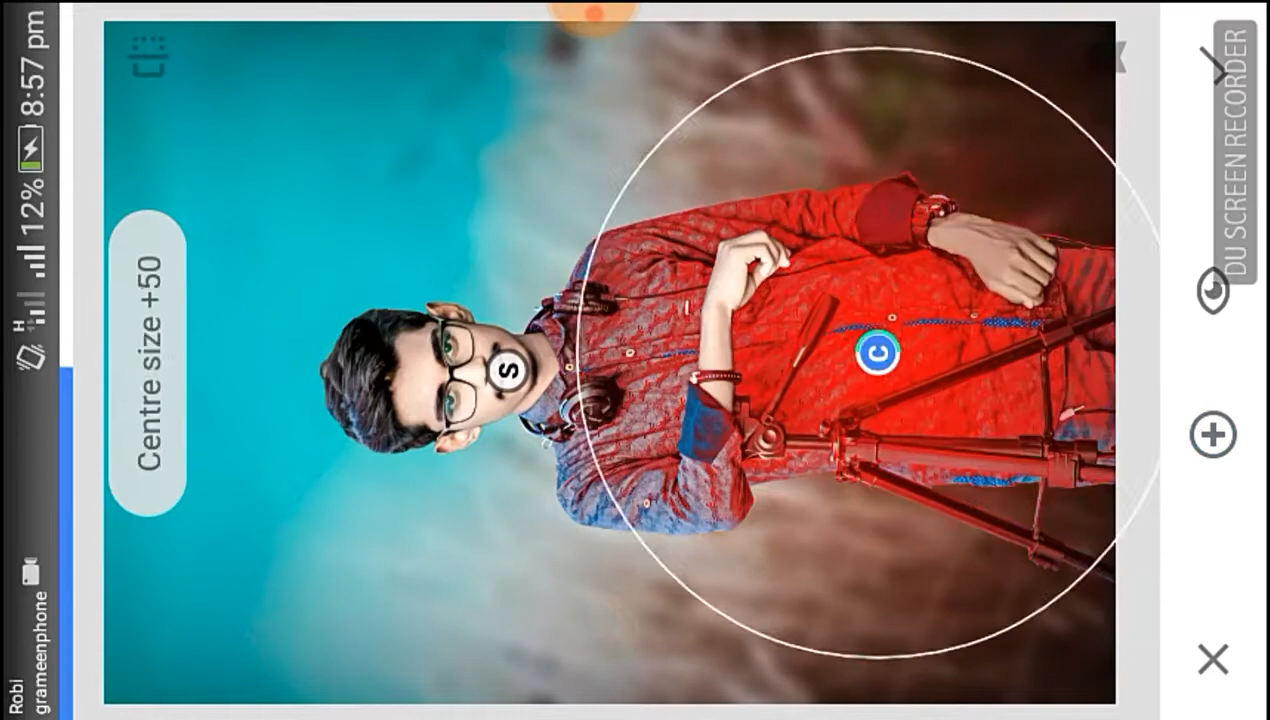 Robi
grameenphone
H
12%
8:57 pm
Centre size +50
S
C
DU SCREEN RECORDER